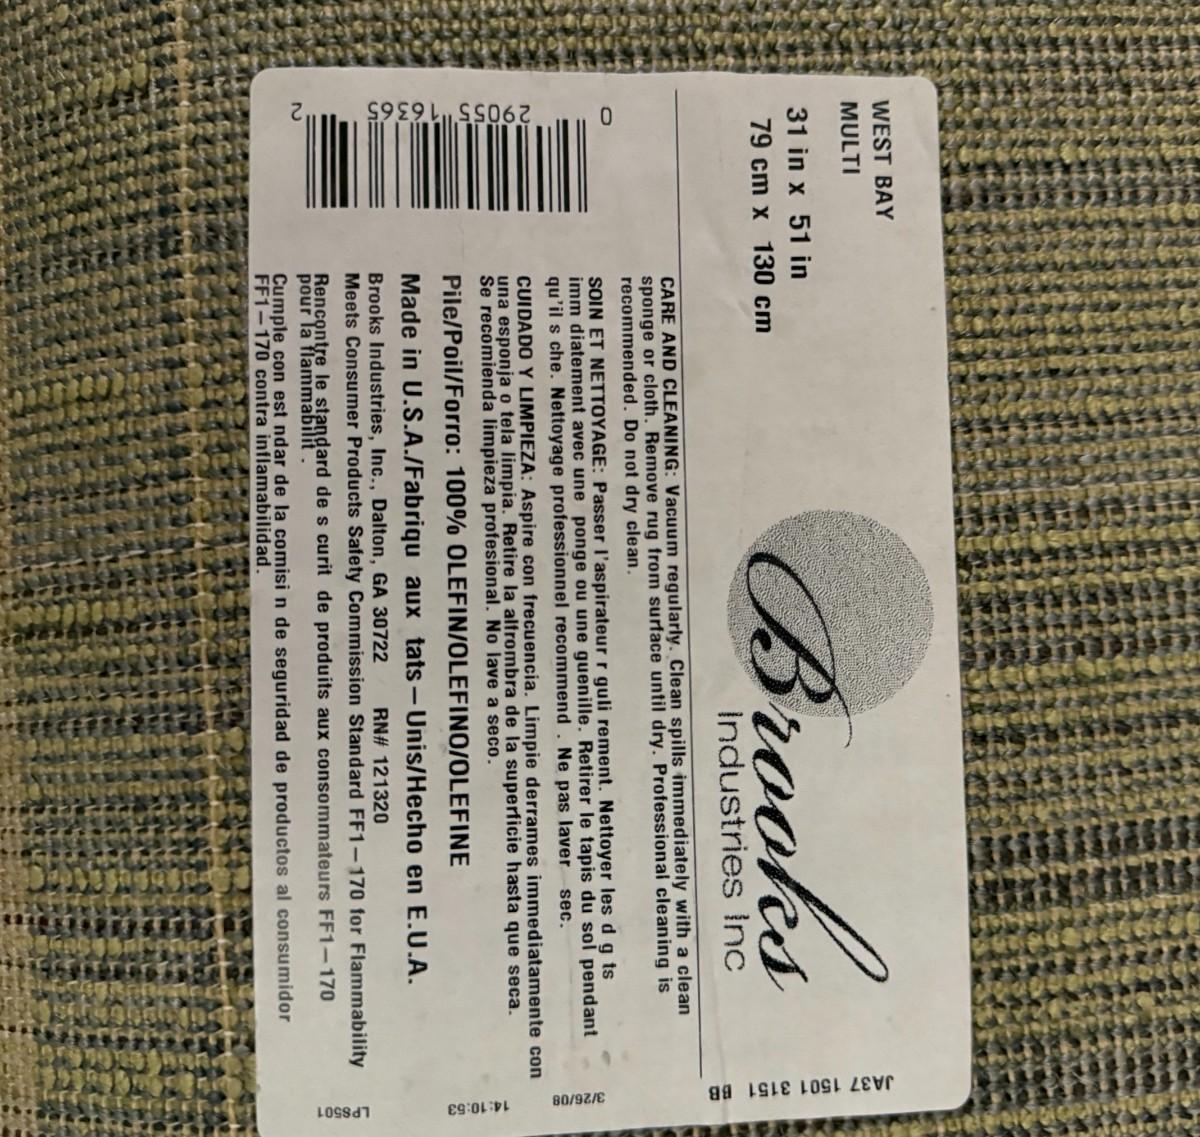 WEST BAY
MULTI
31 in x 51 in
79 cm x 130 cm
Brooks
Industries Inc
JA37 1501 3151 BB
CARE AND CLEANING: Vacuum regularly. Clean spills immediately with a clean
sponge or cloth. Remove rug from surface until dry. Professional cleaning is
recommended. Do not dry clean.
SOIN ET NETTOYAGE: Passer l'aspirateur r guli rement. Nettoyer les d g ts
imm diatement avec une ponge ou une guenille. Retirer le tapis du sol pendant
qu'il s che. Nettoyage professionnel recommend . Ne pas laver sec.
CUIDADO Y LIMPIEZA: Aspire con frecuencia. Limpie derrames immediatamente con
una esponja o tela limpia. Retire la alfrombra de la superficie hasta que seca.
Se recomienda limpieza profesional. No lave a seco.
Pile/Poil/Forro: 100% OLEFIN/OLEFINO/OLEFINE
Made in U.S.A./Fabriqu aux tats-Unis/Hecho en E.U.A.
Brooks Industries, Inc., Dalton, GA 30722 RN# 121320
Meets Consumer Products Safety Commission Standard FF1-170 for Flammability
Rencontre le standard de s curit de produits aux consommateurs FF1-170
pour la flammabilit .
Cumple con est ndar de la comisi n de seguridad de productos al consumidor
FF1-170 contra inflamabilidad.
0 29055 16365 2
3/26/08
14:10:53
LP8501